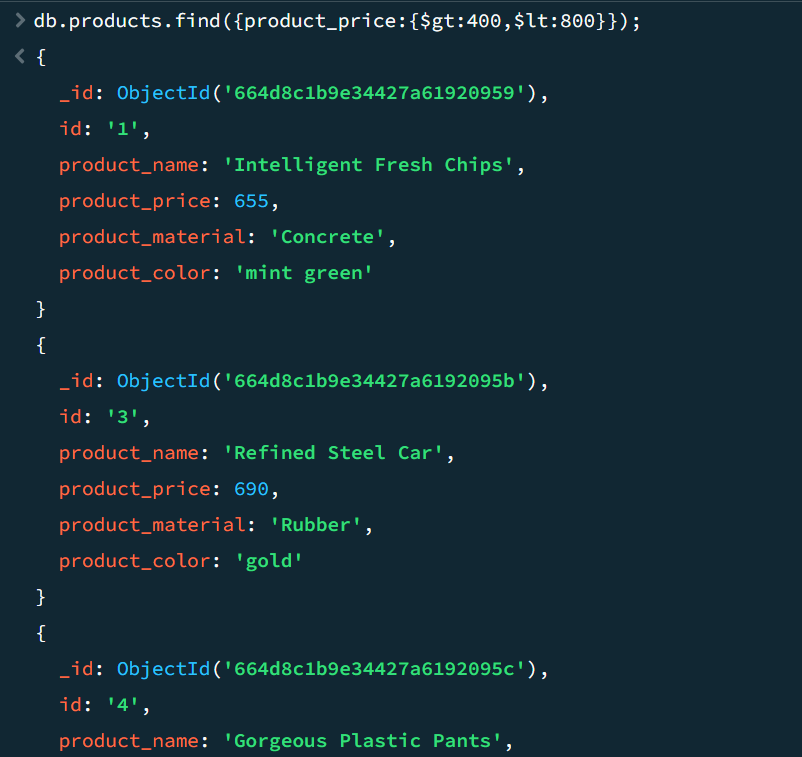 > db.products.find({product_price:{$gt:400,$lt:800}});
< {
_id: ObjectId('664d8c1b9e34427a61920959'),
id: '1',
product_name: 'Intelligent Fresh Chips',
product_price: 655,
product_material: 'Concrete',
product_color: 'mint green'
}
{
_id: ObjectId('664d8c1b9e34427a6192095b'),
id: '3',
product_name: 'Refined Steel Car',
product_price: 690,
product_material: 'Rubber',
product_color: 'gold'
}
{
_id: ObjectId('664d8c1b9e34427a6192095c'),
id: '4',
product_name: 'Gorgeous Plastic Pants',